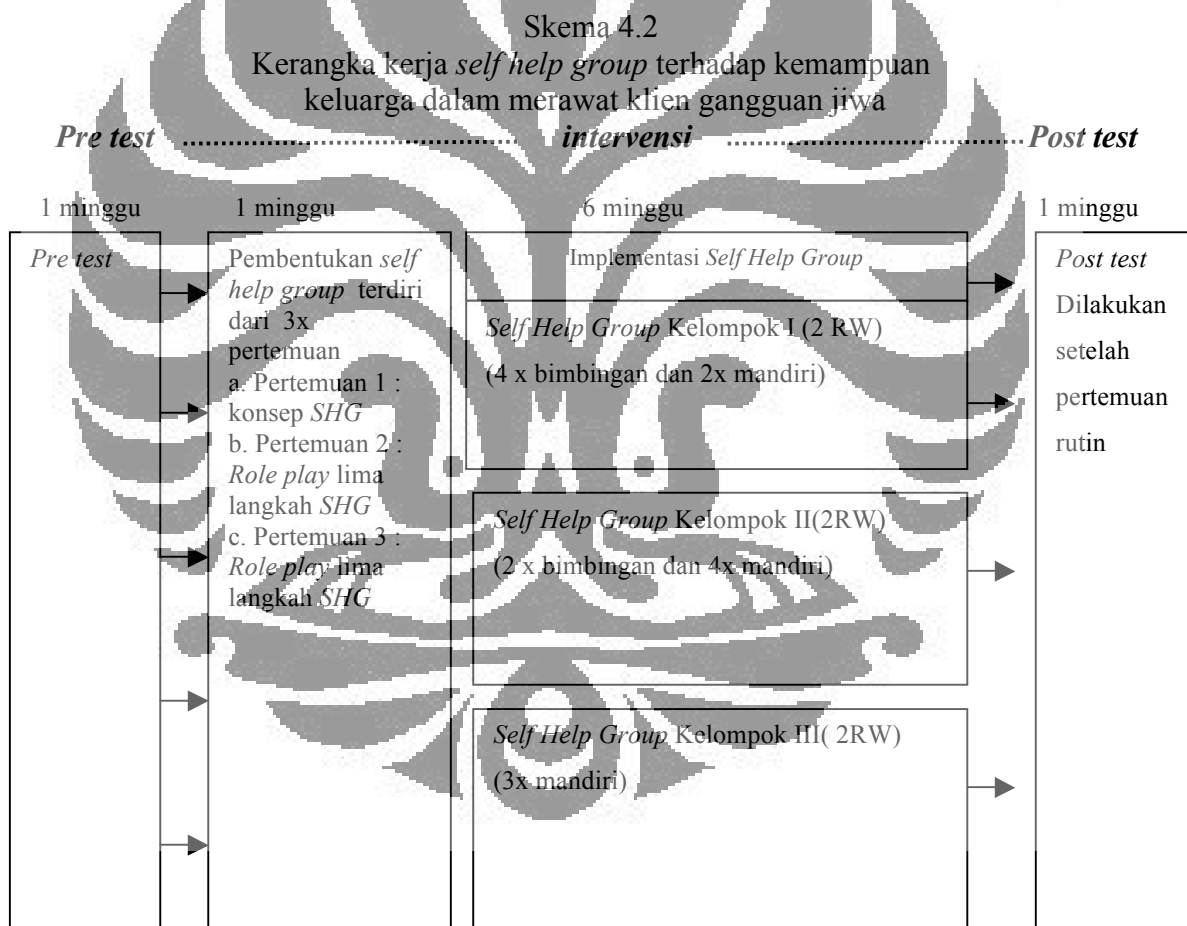 Skema 4.2
Kerangka kerja self help group terhadap kemampuan
keluarga dalam merawat klien gangguan jiwa
Pre test ........ intervensi ........ Post test
1 minggu
1 minggu
6 minggu
1 minggu
Pre test
Pembentukan self
help group terdiri
dari 3x
pertemuan
a. Pertemuan 1 :
konsep SHG
b. Pertemuan 2 :
Role play lima
langkah SHG
c. Pertemuan 3 :
Role play lima
langkah SHG
Implementasi Self Help Group
Self Help Group Kelompok I (2 RW)
(4 x bimbingan dan 2x mandiri)
Self Help Group Kelompok II(2RW)
(2 x bimbingan dan 4x mandiri)
Self Help Group Kelompok III( 2RW)
(3x mandiri)
Post test
Dilakukan
setelah
pertemuan
rutin